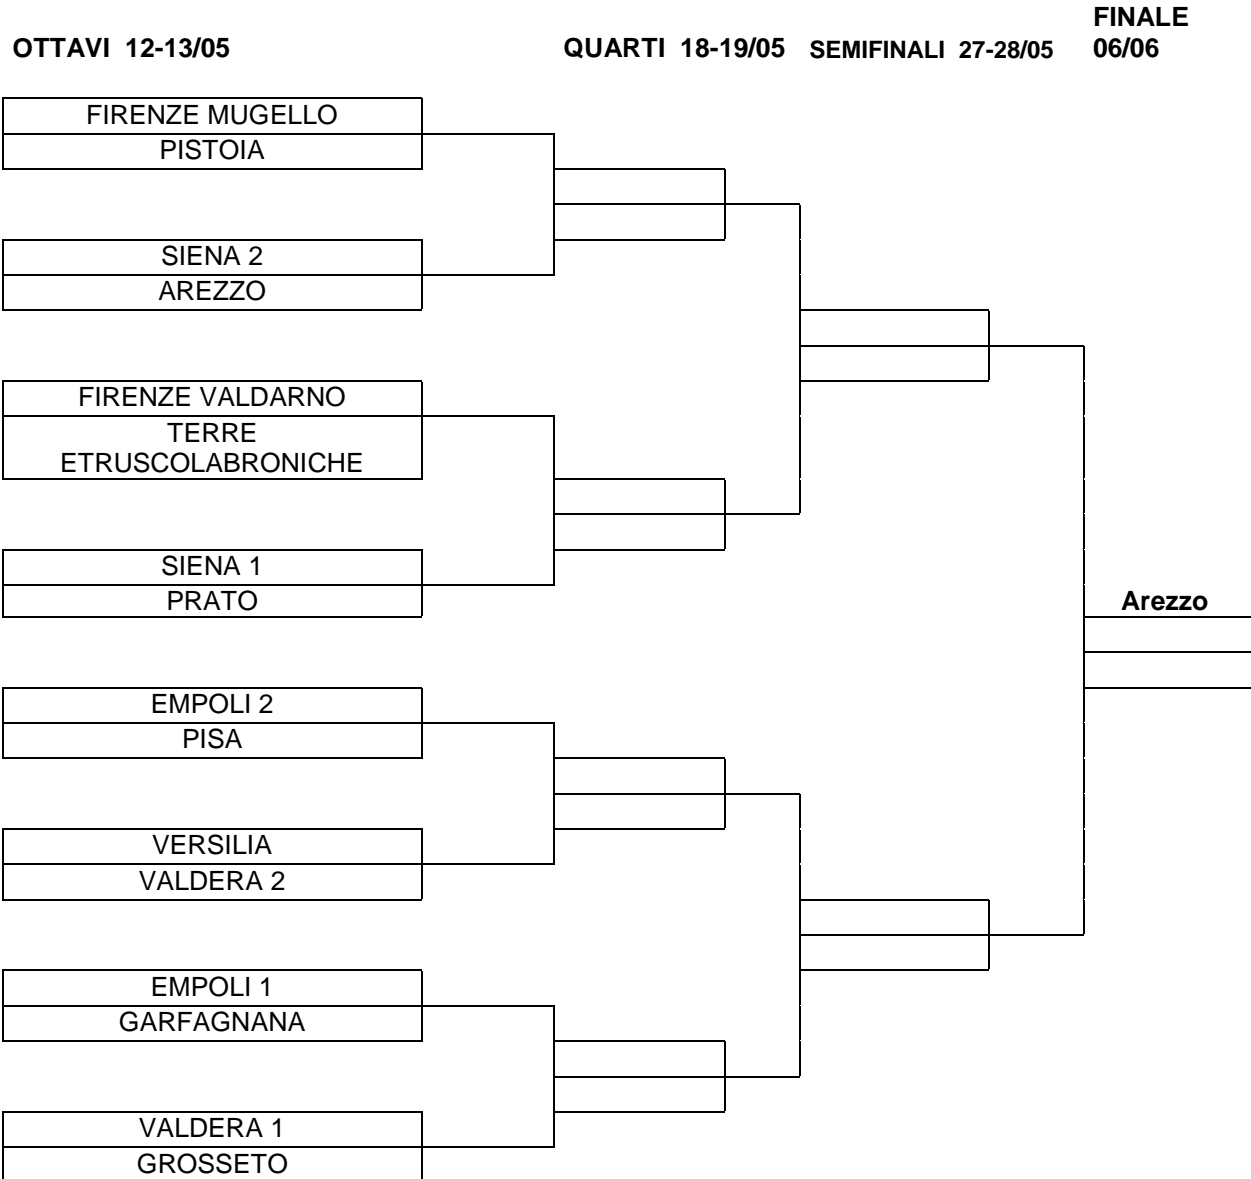 FINALE
OTTAVI 12-13/05 QUARTI 18-19/05 SEMIFINALI 27-28/05 06/06
FIRENZE MUGELLO
PISTOIA
SIENA 2
AREZZO
FIRENZE VALDARNO
TERRE
ETRUSCOLABRONICHE
SIENA 1
PRATO
Arezzo
EMPOLI 2
PISA
VERSILIA
VALDERA 2
EMPOLI 1
GARFAGNANA
VALDERA 1
GROSSETO